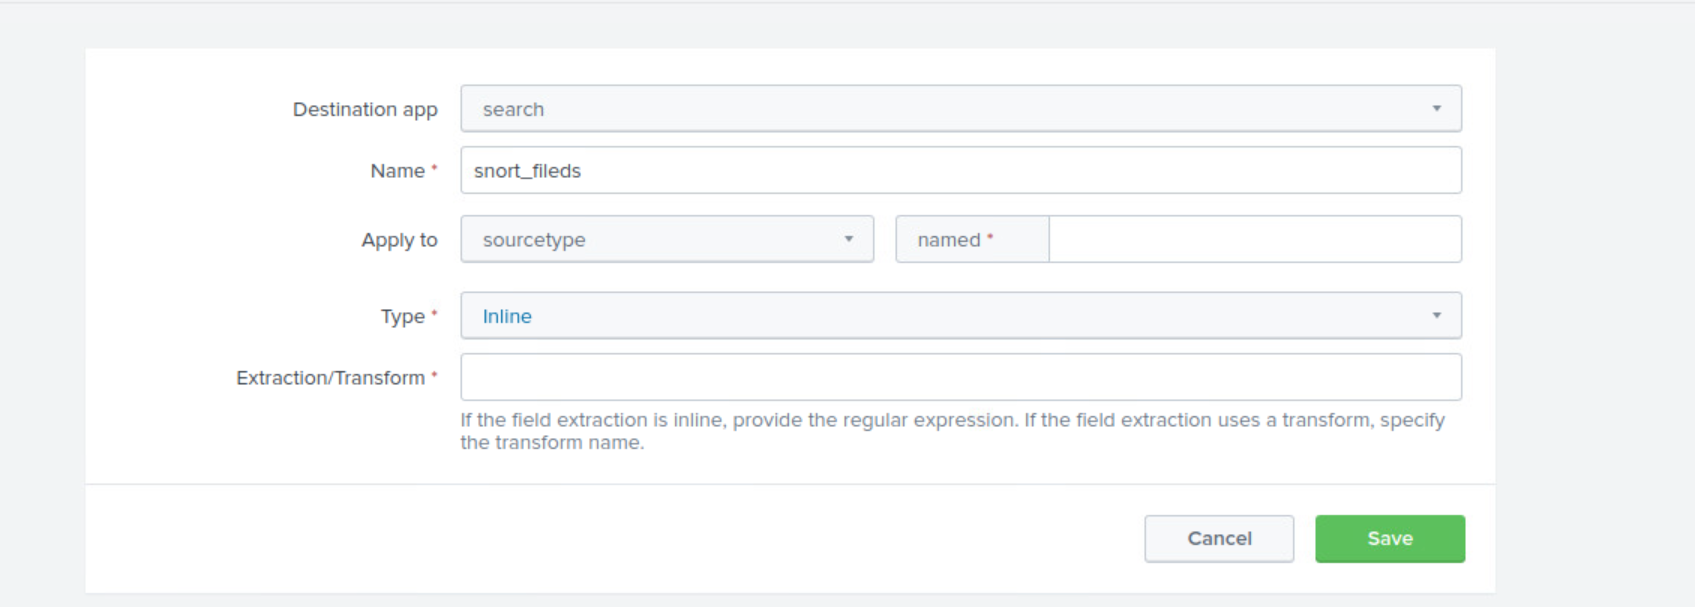 Destination app search
Name * snort_fileds
Apply to sourcetype named *
Type * Inline
Extraction/Transform *
If the field extraction is inline, provide the regular expression. If the field extraction uses a transform, specify
the transform name.
Cancel Save